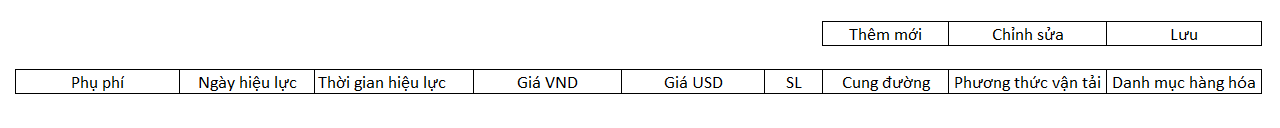 Thêm mới Chỉnh sửa Lưu
Phụ phí Ngày hiệu lực Thời gian hiệu lực Giá VND Giá USD SL Cung đường Phương thức vận tải Danh mục hàng hóa